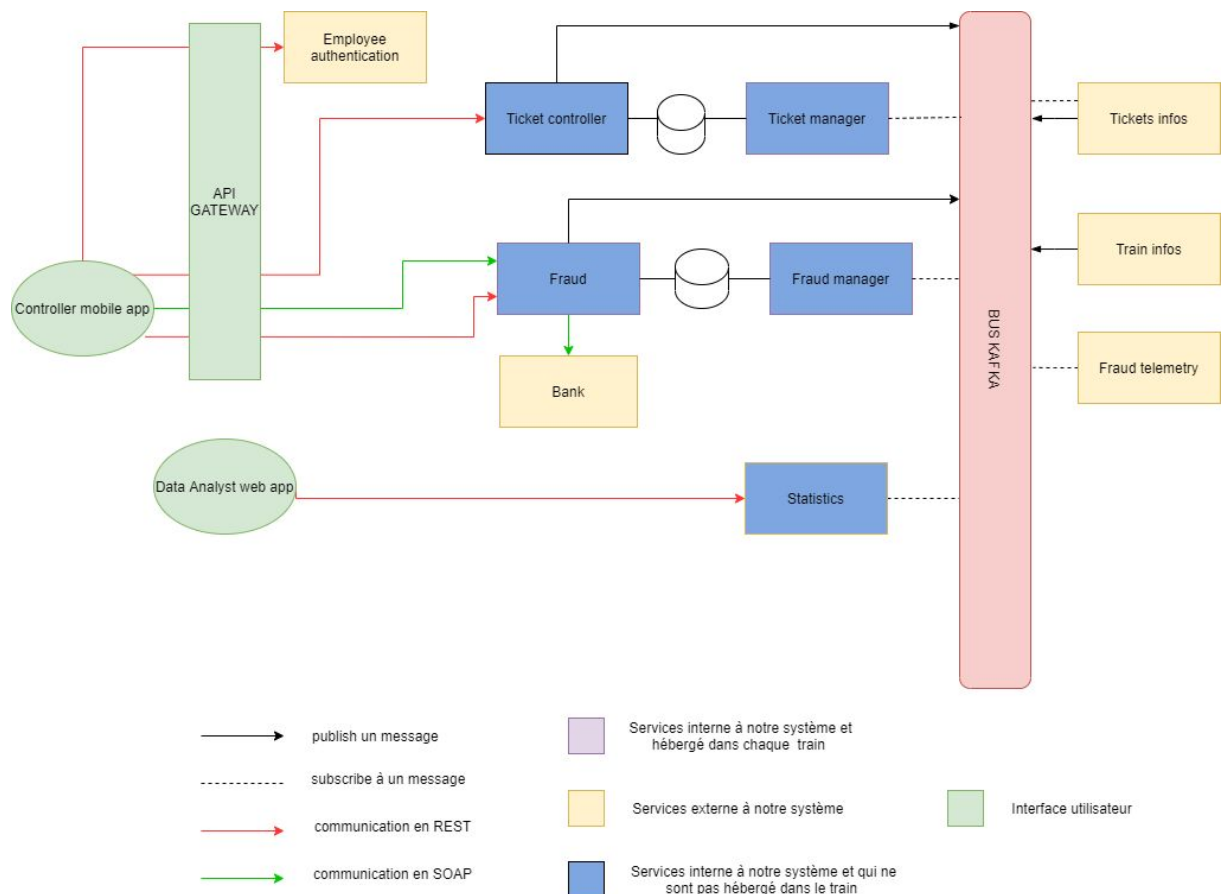 Employee
authentication
Ticket controller
Ticket manager
Tickets infos
API
GATEWAY
Fraud
Fraud manager
Train infos
Controller mobile app
BUS KAFKA
Bank
Fraud telemetry
Data Analyst web app
Statistics
publish un message
Services interne à notre système et
hébergé dans chaque train
subscribe à un message
Services externe à notre système
Interface utilisateur
communication en REST
communication en SOAP
Services interne à notre système et qui ne
sont pas hébergé dans le train